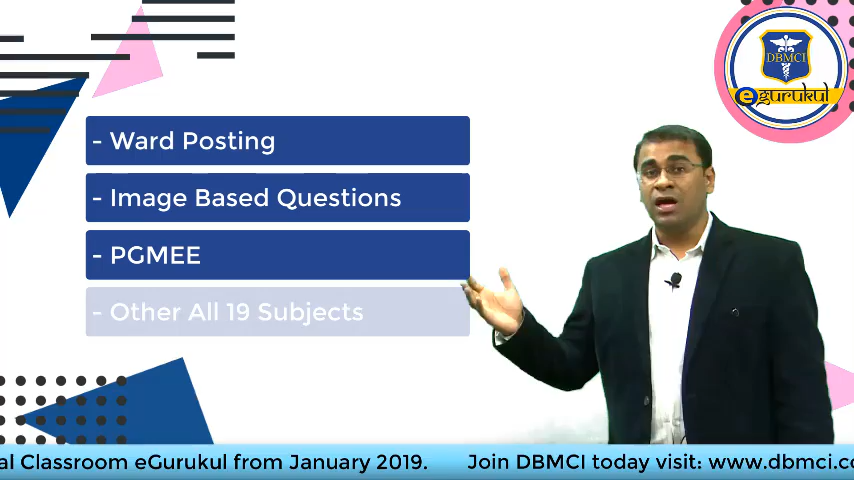 DBMCI
eGurukul
- Ward Posting
- Image Based Questions
- PGMEE
- Other All 19 Subjects
al Classroom eGurukul from January 2019. Join DBMCI today visit: www.dbmci.co